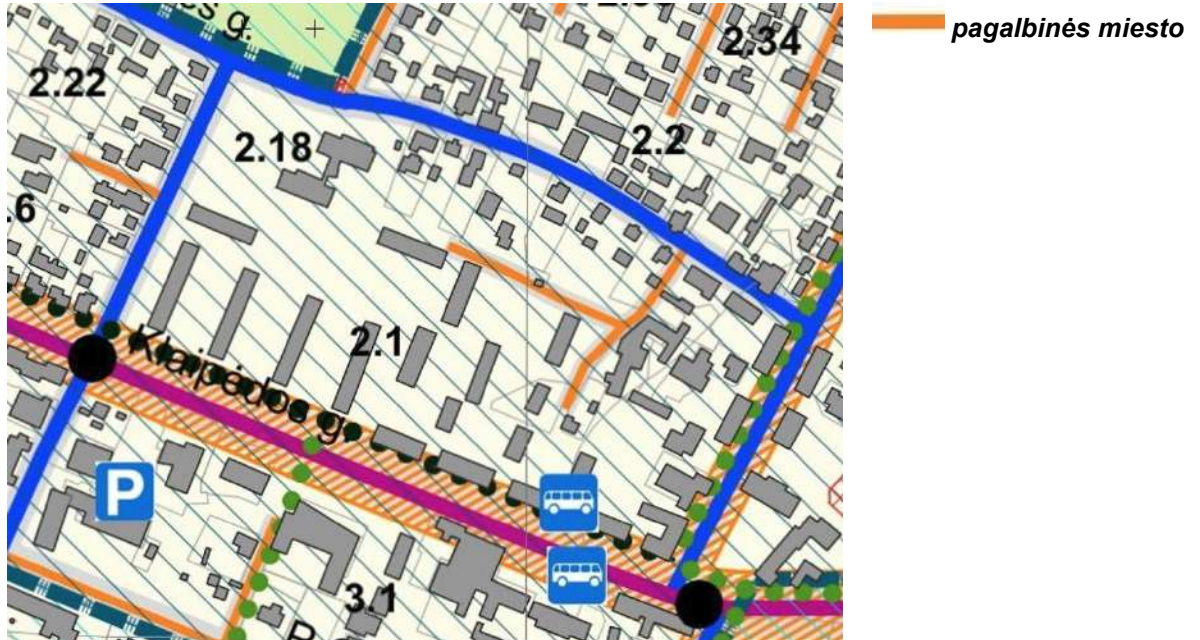 g.
2.34
pagalbinės miesto
2.22
2.18
2.2
.6
2.1
Klaipėdos g.
P
3.1